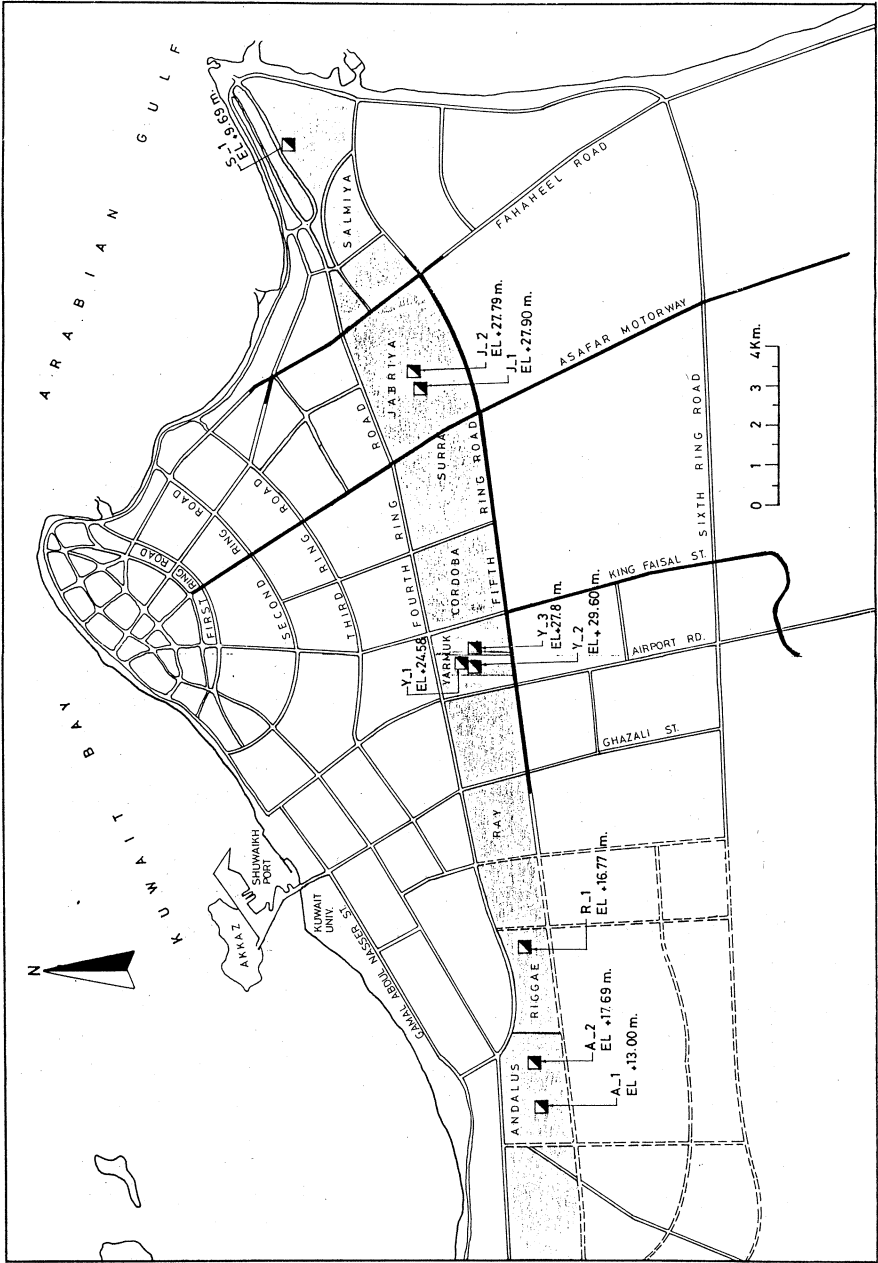 N
ARABIAN GULF
KUWAIT BAY
S_1
EL +9.69 m.
SALMIYA
FAHAHEEL ROAD
JABRIYA
J_2
EL +27.79 m.
J_1
EL +27.90 m.
ASAFAR MOTORWAY
SURRA
FIRST RING ROAD
SECOND RING ROAD
THIRD RING ROAD
FOURTH RING ROAD
FIFTH RING ROAD
SIXTH RING ROAD
CORDOBA
YARMUK
Y_1
EL +24.58
Y_3
EL+27.8 m.
Y_2
EL + 29.60 m.
KING FAISAL ST.
AIRPORT RD.
GHAZALI ST.
RAY
SHUWAIKH
PORT
AKKAZ
KUWAIT
UNIV.
GAMAL ABDUL NASSER ST.
RIGGAE
R_1
EL +16.77 m.
ANDALUS
A_2
EL +17.69 m.
A_1
EL +13.00 m.
0 1 2 3 4Km.